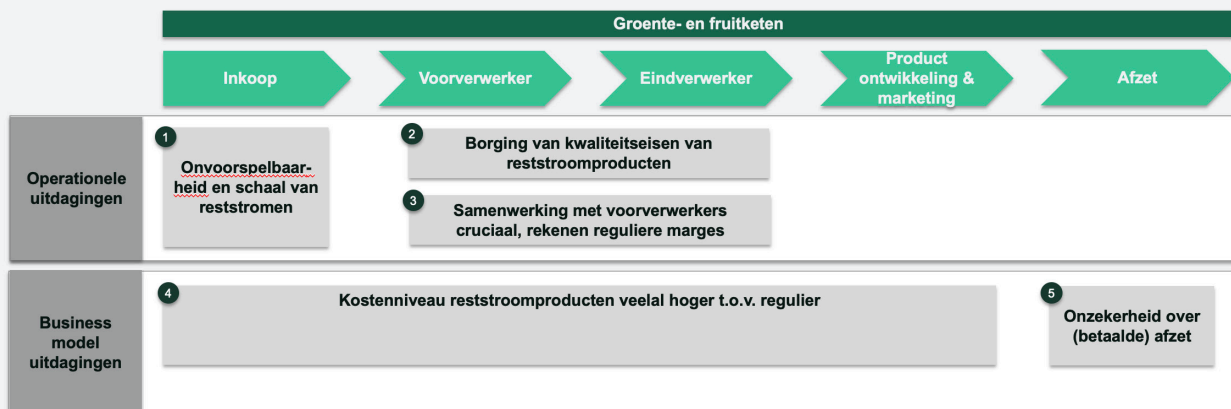 Groente- en fruitketen
Inkoop
Voorverwerker
Eindverwerker
Product
ontwikkeling &
marketing
Afzet
Operationele
uitdagingen
1
Onvoorspelbaar-
heid en schaal van
reststromen
2
Borging van kwaliteitseisen van
reststroomproducten
3
Samenwerking met voorverwerkers
cruciaal, rekenen reguliere marges
Business
model
uitdagingen
4
Kostenniveau reststroomproducten veelal hoger t.o.v. regulier
5
Onzekerheid over
(betaalde) afzet